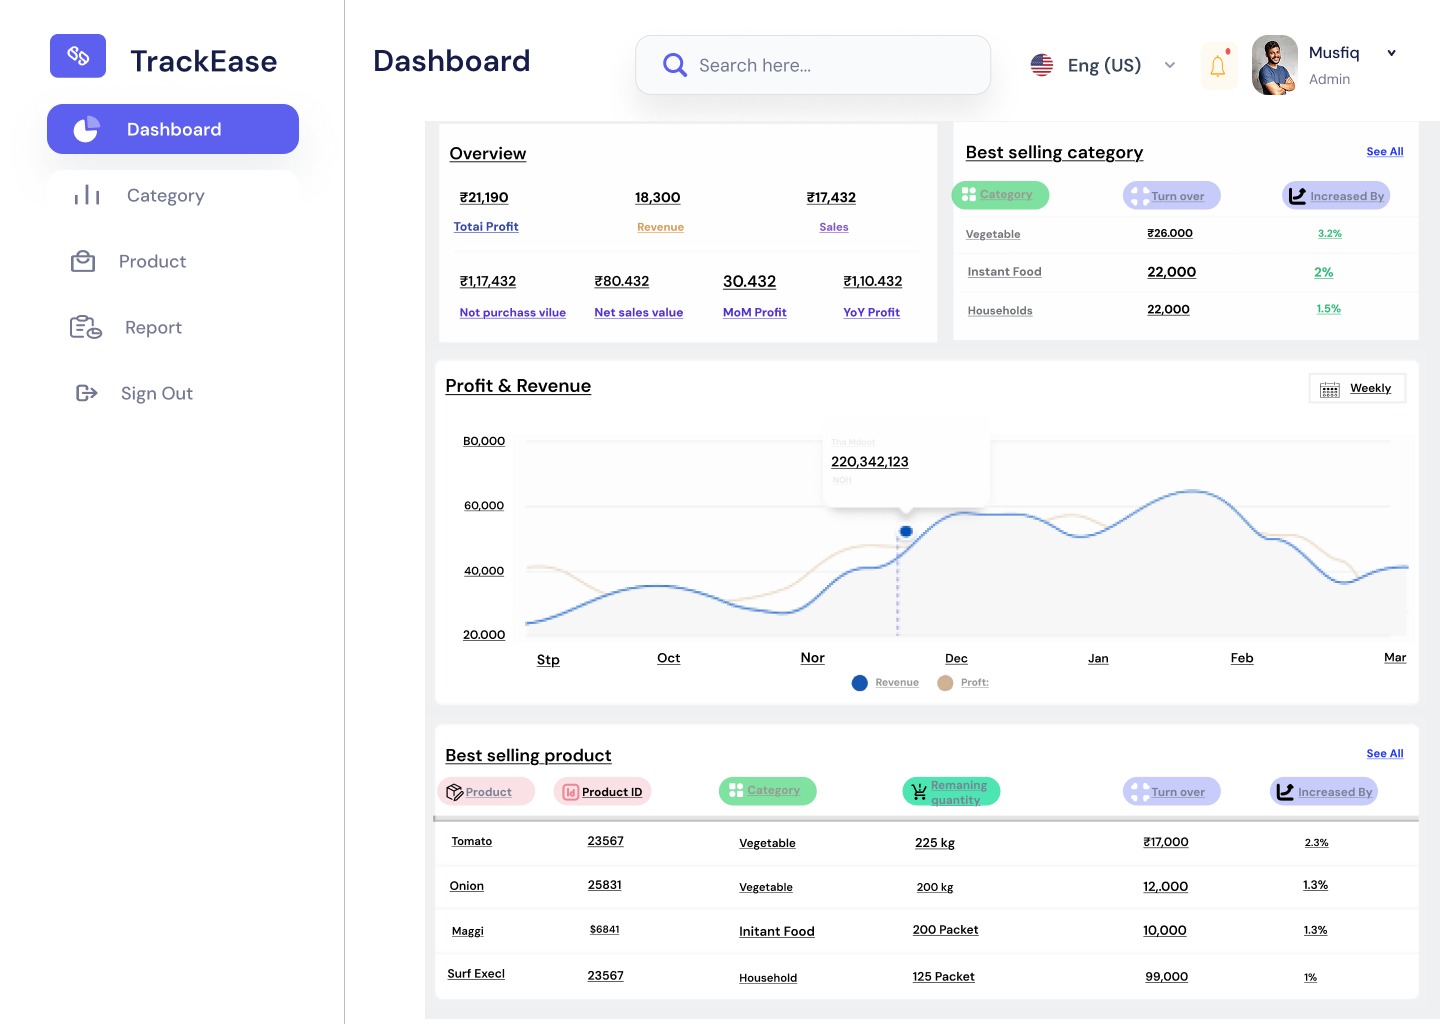 TrackEase
Dashboard
Category
Product
Report
Sign Out
Dashboard
Search here...
Eng (US)
Musfiq
Admin
Overview
₹21,190
18,300
₹17,432
Totai Profit
Revenue
Sales
₹1,17,432
₹80.432
30.432
₹1,10.432
Not purchass vilue
Net sales value
MoM Profit
YoY Profit
Best selling category
See All
Category
Turn over
Increased By
Vegetable
₹26.000
3.2%
Instant Food
22,000
2%
Households
22,000
1.5%
Profit & Revenue
Weekly
80,000
60,000
40,000
20.000
Tha Mdoot
220,342,123
NOH
Stp
Oct
Nor
Dec
Jan
Feb
Mar
Revenue
Proft:
Best selling product
See All
Product
Product ID
Category
Remaning
quantity
Turn over
Increased By
Tomato
23567
Vegetable
225 kg
₹17,000
2.3%
Onion
25831
Vegetable
200 kg
12,.000
1.3%
Maggi
$6841
Initant Food
200 Packet
10,000
1.3%
Surf Execl
23567
Household
125 Packet
99,000
1%